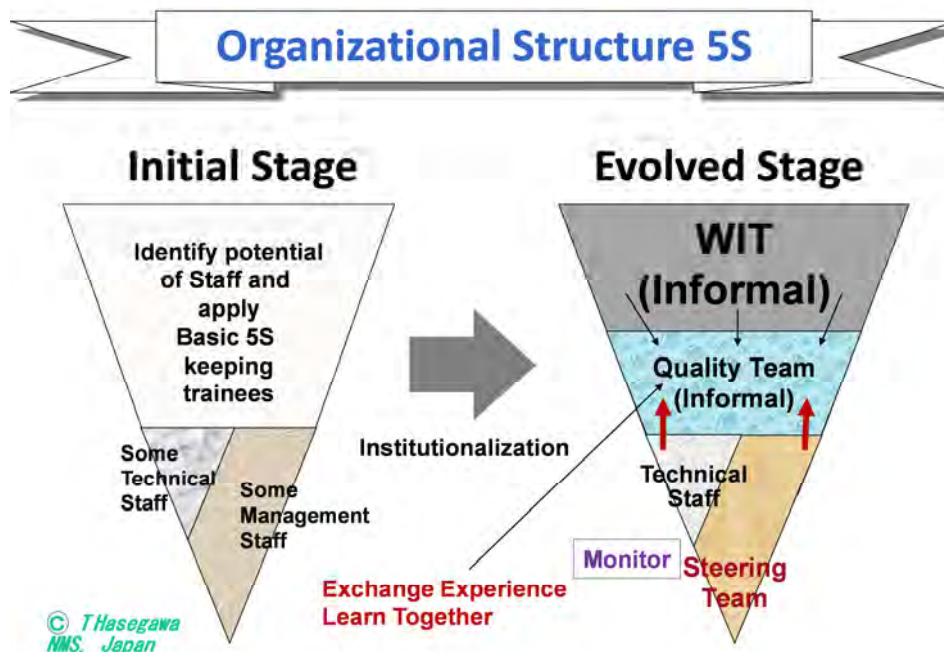 Organizational Structure 5S
Initial Stage
Identify potential
of Staff and
apply
Basic 5S
keeping
trainees
Some
Technical
Staff
Some
Management
Staff
Institutionalization
Evolved Stage
WIT
(Informal)
Quality Team
(Informal)
Technical
Staff
Monitor
Steering
Team
Exchange Experience
Learn Together
© THasegawa
NMS. Japan